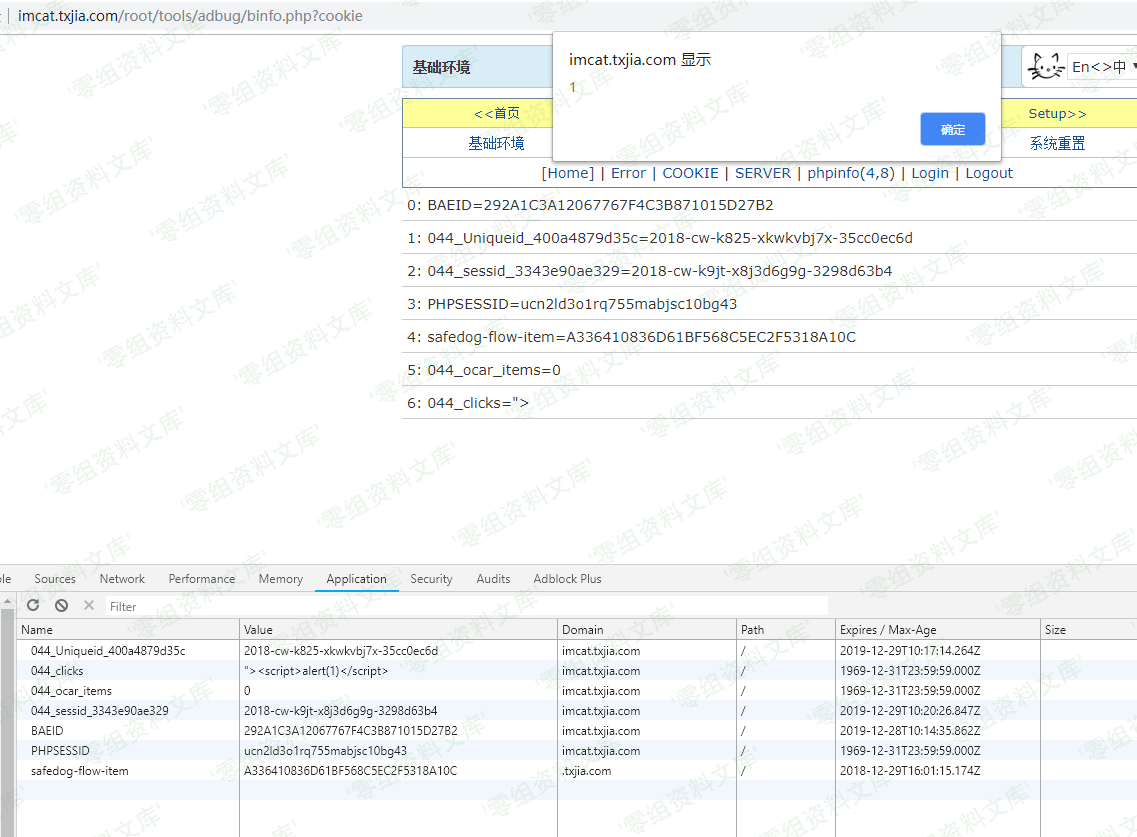 imcat.txjia.com/root/tools/adbug/binfo.php?cookie
基础环境
imcat.txjia.com 显示
1
确定
En<>中
<<首页
Setup>>
基础环境
系统重置
[Home] | Error | COOKIE | SERVER | phpinfo(4,8) | Login | Logout
0: BAEID=292A1C3A12067767F4C3B871015D27B2
1: 044_Uniqueid_400a4879d35c=2018-cw-k825-xkwkvbj7x-35cc0ec6d
2: 044_sessid_3343e90ae329=2018-cw-k9jt-x8j3d6g9g-3298d63b4
3: PHPSESSID=ucn2ld3o1rq755mabjsc10bg43
4: safedog-flow-item=A336410836D61BF568C5EC2F5318A10C
5: 044_ocar_items=0
6: 044_clicks=">
Sources Network Performance Memory Application Security Audits Adblock Plus
Filter
Name Value Domain Path Expires / Max-Age Size
044_Uniqueid_400a4879d35c 2018-cw-k825-xkwkvbj7x-35cc0ec6d imcat.txjia.com / 2019-12-29T10:17:14.264Z
044_clicks "><script>alert(1)</script> imcat.txjia.com / 1969-12-31T23:59:59.000Z
044_ocar_items 0 imcat.txjia.com / 1969-12-31T23:59:59.000Z
044_sessid_3343e90ae329 2018-cw-k9jt-x8j3d6g9g-3298d63b4 imcat.txjia.com / 2019-12-29T10:20:26.847Z
BAEID 292A1C3A12067767F4C3B871015D27B2 imcat.txjia.com / 2019-12-28T10:14:35.862Z
PHPSESSID ucn2ld3o1rq755mabjsc10bg43 imcat.txjia.com / 1969-12-31T23:59:59.000Z
safedog-flow-item A336410836D61BF568C5EC2F5318A10C .txjia.com / 2018-12-29T16:01:15.174Z
零组资料文库